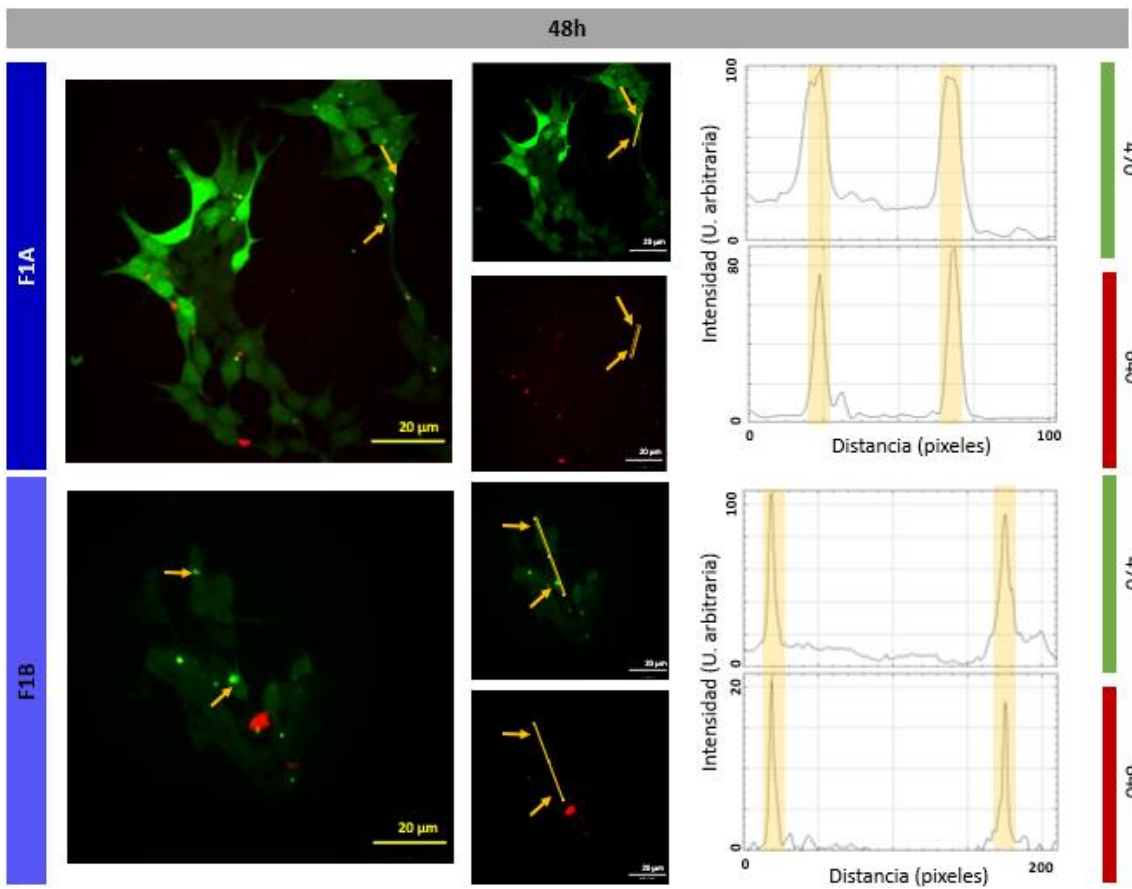 48h
F1A
20 µm
20 µm
20 µm
Intensidad (U. arbitraria)
100
0
80
0
0
100
Distancia (pixeles)
F1B
20 µm
20 µm
20 µm
Intensidad (U. arbitraria)
100
0
20
0
0
200
Distancia (pixeles)